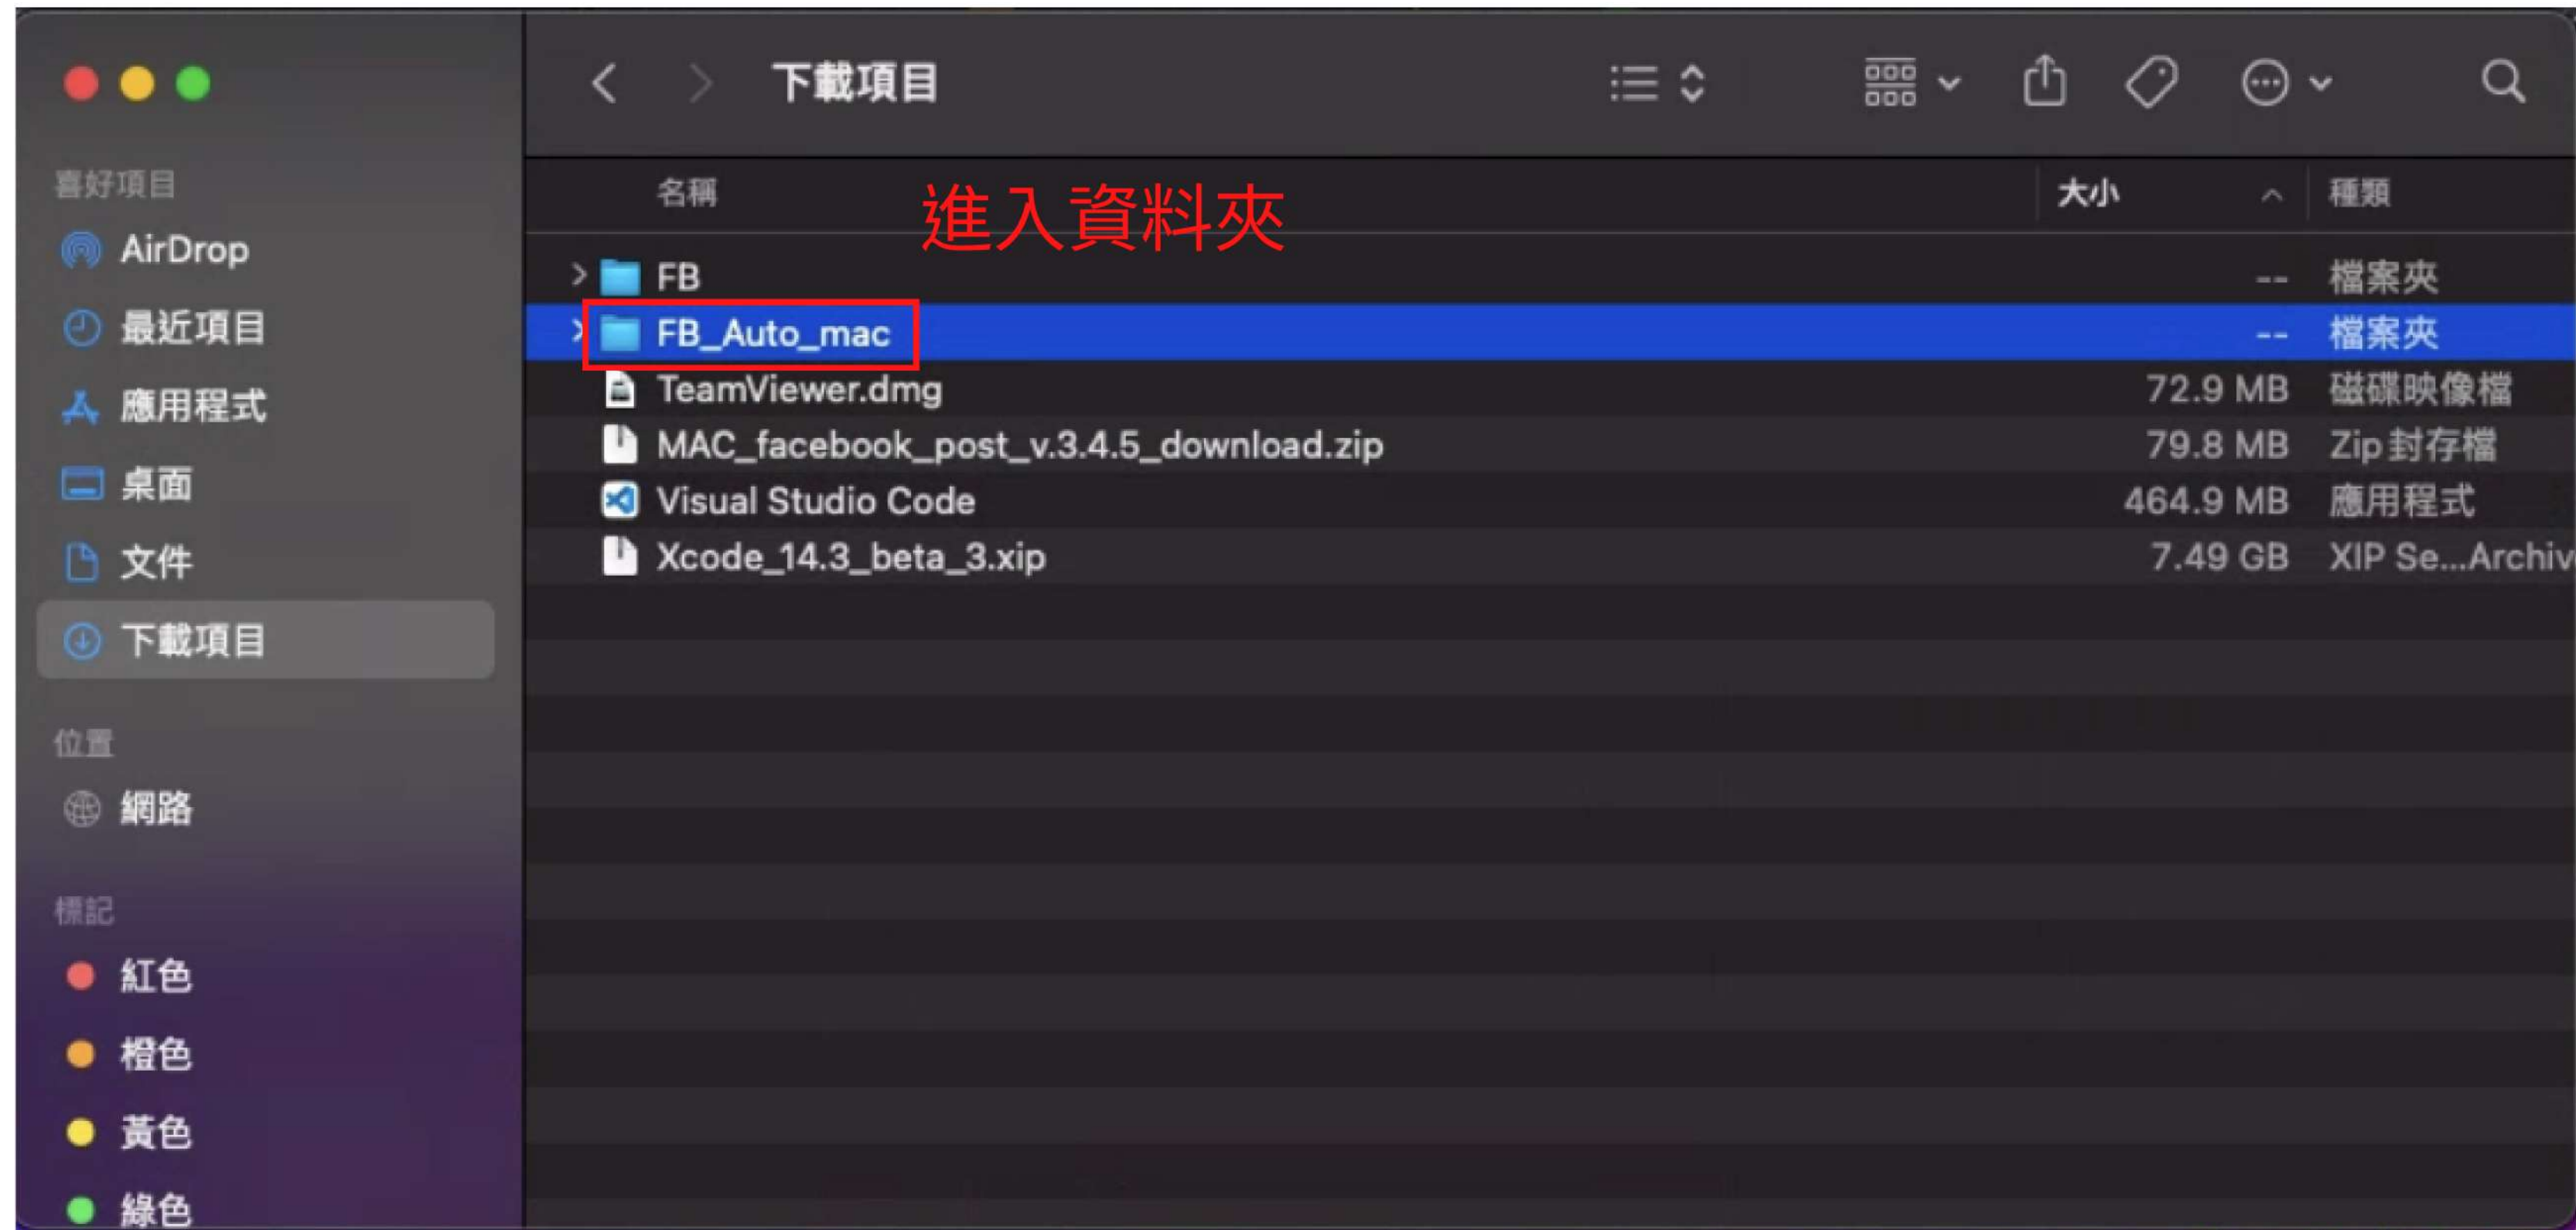 下載項目
喜好項目
AirDrop
最近項目
應用程式
桌面
文件
下載項目
位置
網路
標記
紅色
橙色
黃色
綠色
名稱 大小 種類
進入資料夾
FB -- 檔案夾
FB_Auto_mac -- 檔案夾
TeamViewer.dmg 72.9 MB 磁碟映像檔
MAC_facebook_post_v.3.4.5_download.zip 79.8 MB Zip 封存檔
Visual Studio Code 464.9 MB 應用程式
Xcode_14.3_beta_3.xip 7.49 GB XIP Se...Archiv